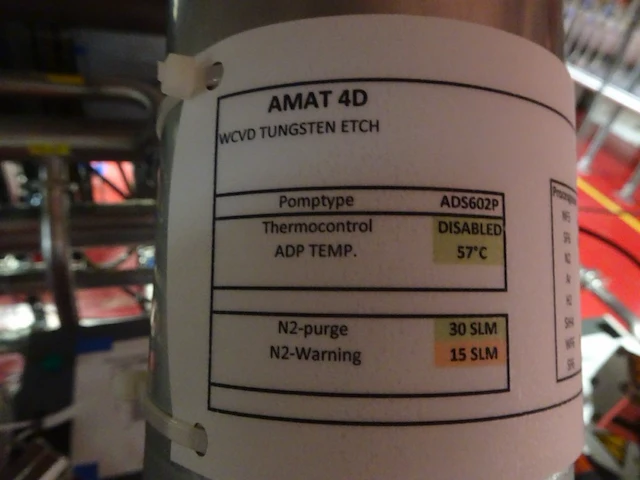 AMAT 4D
WCVD TUNGSTEN ETCH
Pomptype ADS602P
Thermocontrol DISABLED
ADP TEMP. 57°C
N2-purge 30 SLM
N2-Warning 15 SLM